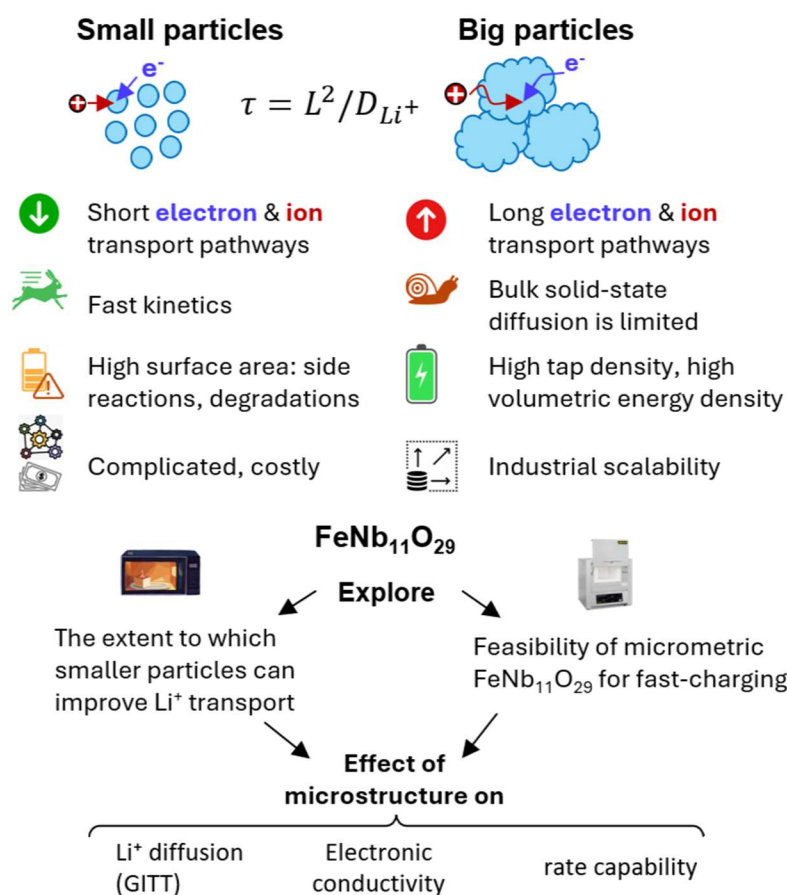 Small particles
Big particles
e⁻
+
τ = L²/D_Li⁺
e⁻
+
Short electron & ion
transport pathways
Long electron & ion
transport pathways
Fast kinetics
Bulk solid-state
diffusion is limited
High surface area: side
reactions, degradations
High tap density, high
volumetric energy density
Complicated, costly
Industrial scalability
FeNb₁₁O₂₉
Explore
The extent to which
smaller particles can
improve Li⁺ transport
Feasibility of micrometric
FeNb₁₁O₂₉ for fast-charging
Effect of
microstructure on
Li⁺ diffusion
(GITT)
Electronic
conductivity
rate capability